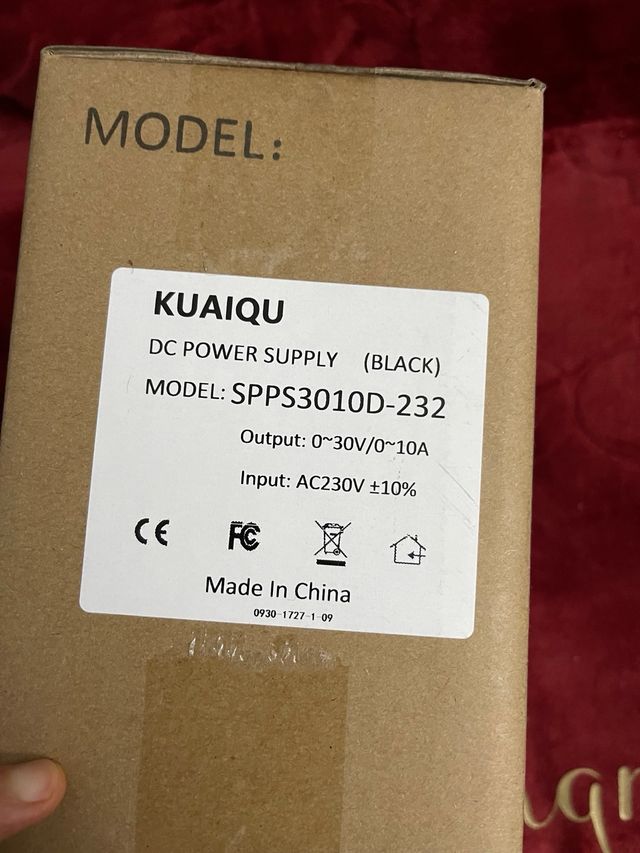 MODEL:
KUAIQU
DC POWER SUPPLY (BLACK)
MODEL: SPPS3010D-232
Output: 0~30V/0~10A
Input: AC230V ±10%
CE FC
Made In China
0930-1727-1-09